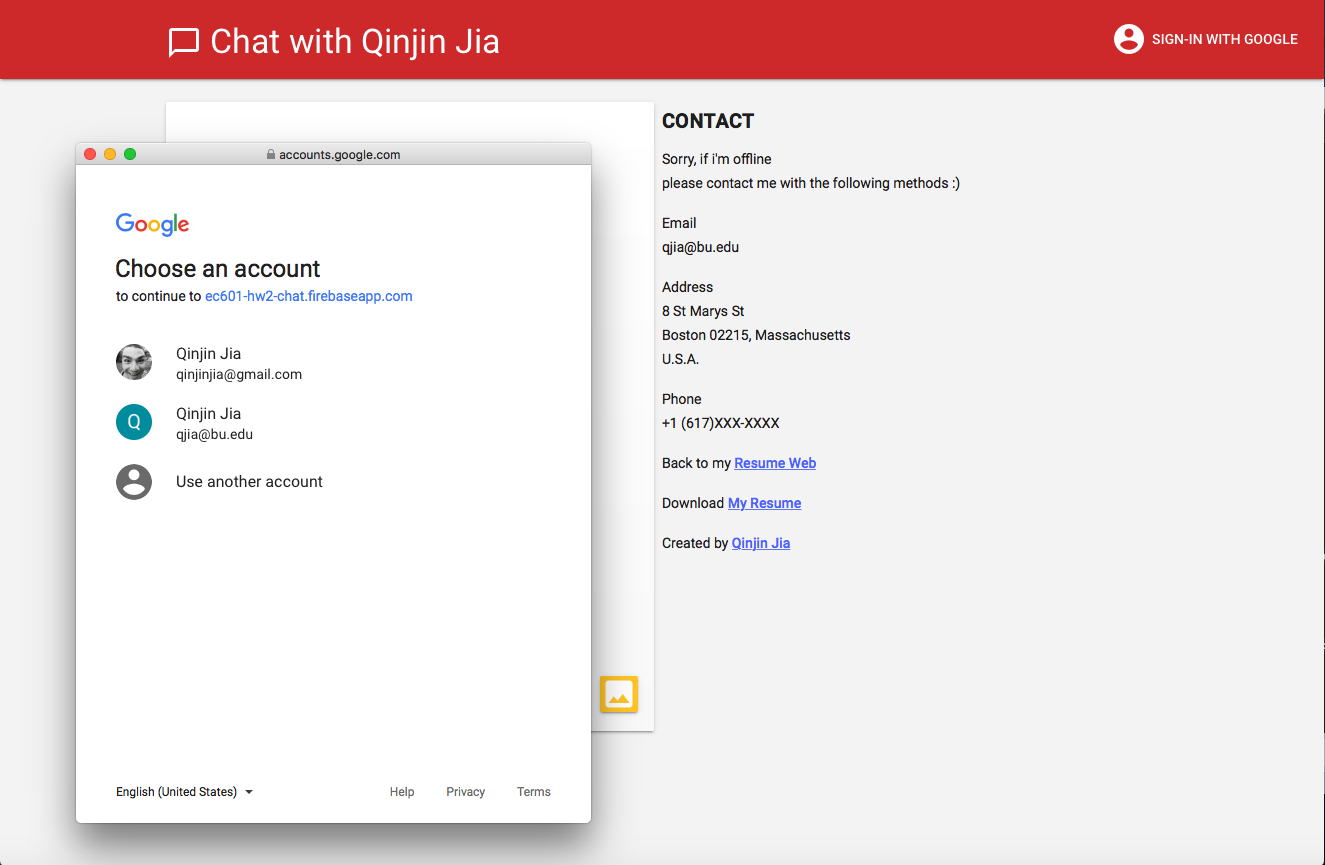 Chat with Qinjin Jia
SIGN-IN WITH GOOGLE
accounts.google.com
Google
Choose an account
to continue to ec601-hw2-chat.firebaseapp.com
Qinjin Jia
qinjinjia@gmail.com
Q
Qinjin Jia
qjia@bu.edu
Use another account
English (United States)
Help
Privacy
Terms
CONTACT
Sorry, if i'm offline
please contact me with the following methods :)
Email
qjia@bu.edu
Address
8 St Marys St
Boston 02215, Massachusetts
U.S.A.
Phone
+1 (617)XXX-XXXX
Back to my Resume Web
Download My Resume
Created by Qinjin Jia